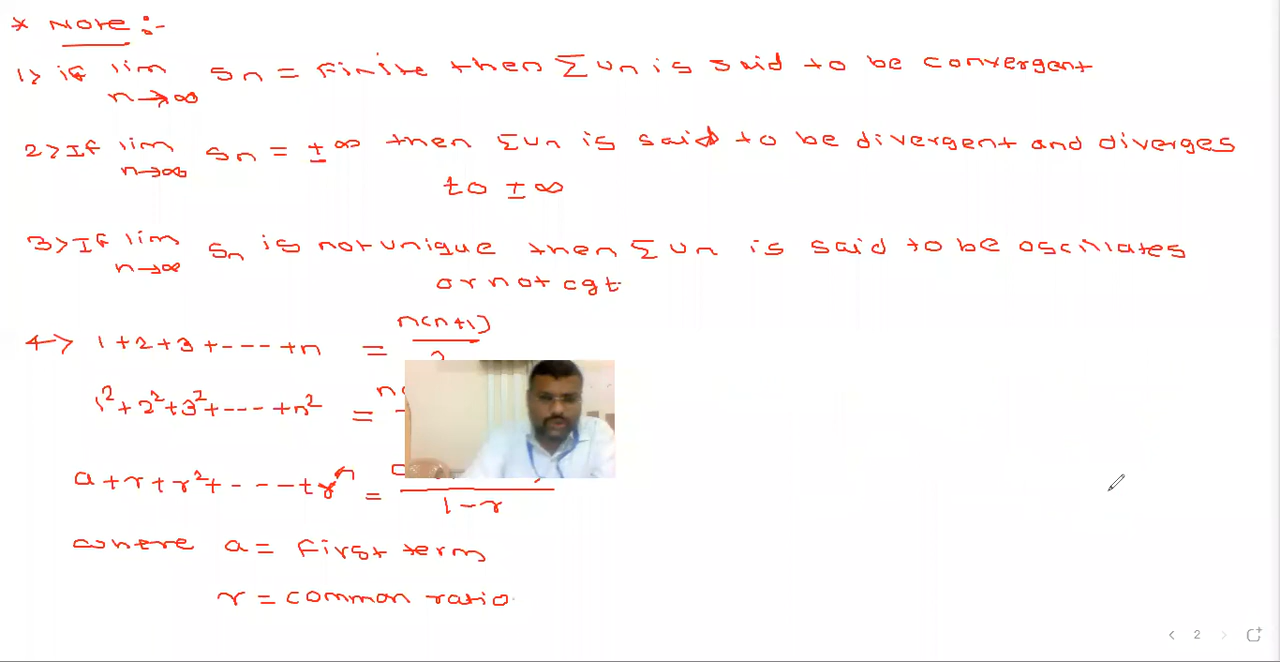 * Note :-
1> if lim n→∞ Sn = finite then Σun is said to be convergent
2> If lim n→∞ Sn = ± ∞ then Σun is said to be divergent and diverges
to ± ∞
3> If lim n→∞ Sn is not unique then Σun is said to be oscillates
or not cgt.
4> 1+2+3+----+n = n(n+1)/2
1²+2²+3²+----+n² = n(
a+r+r²+----+rⁿ = /1-r
where a = first term
r = common ratio.
2